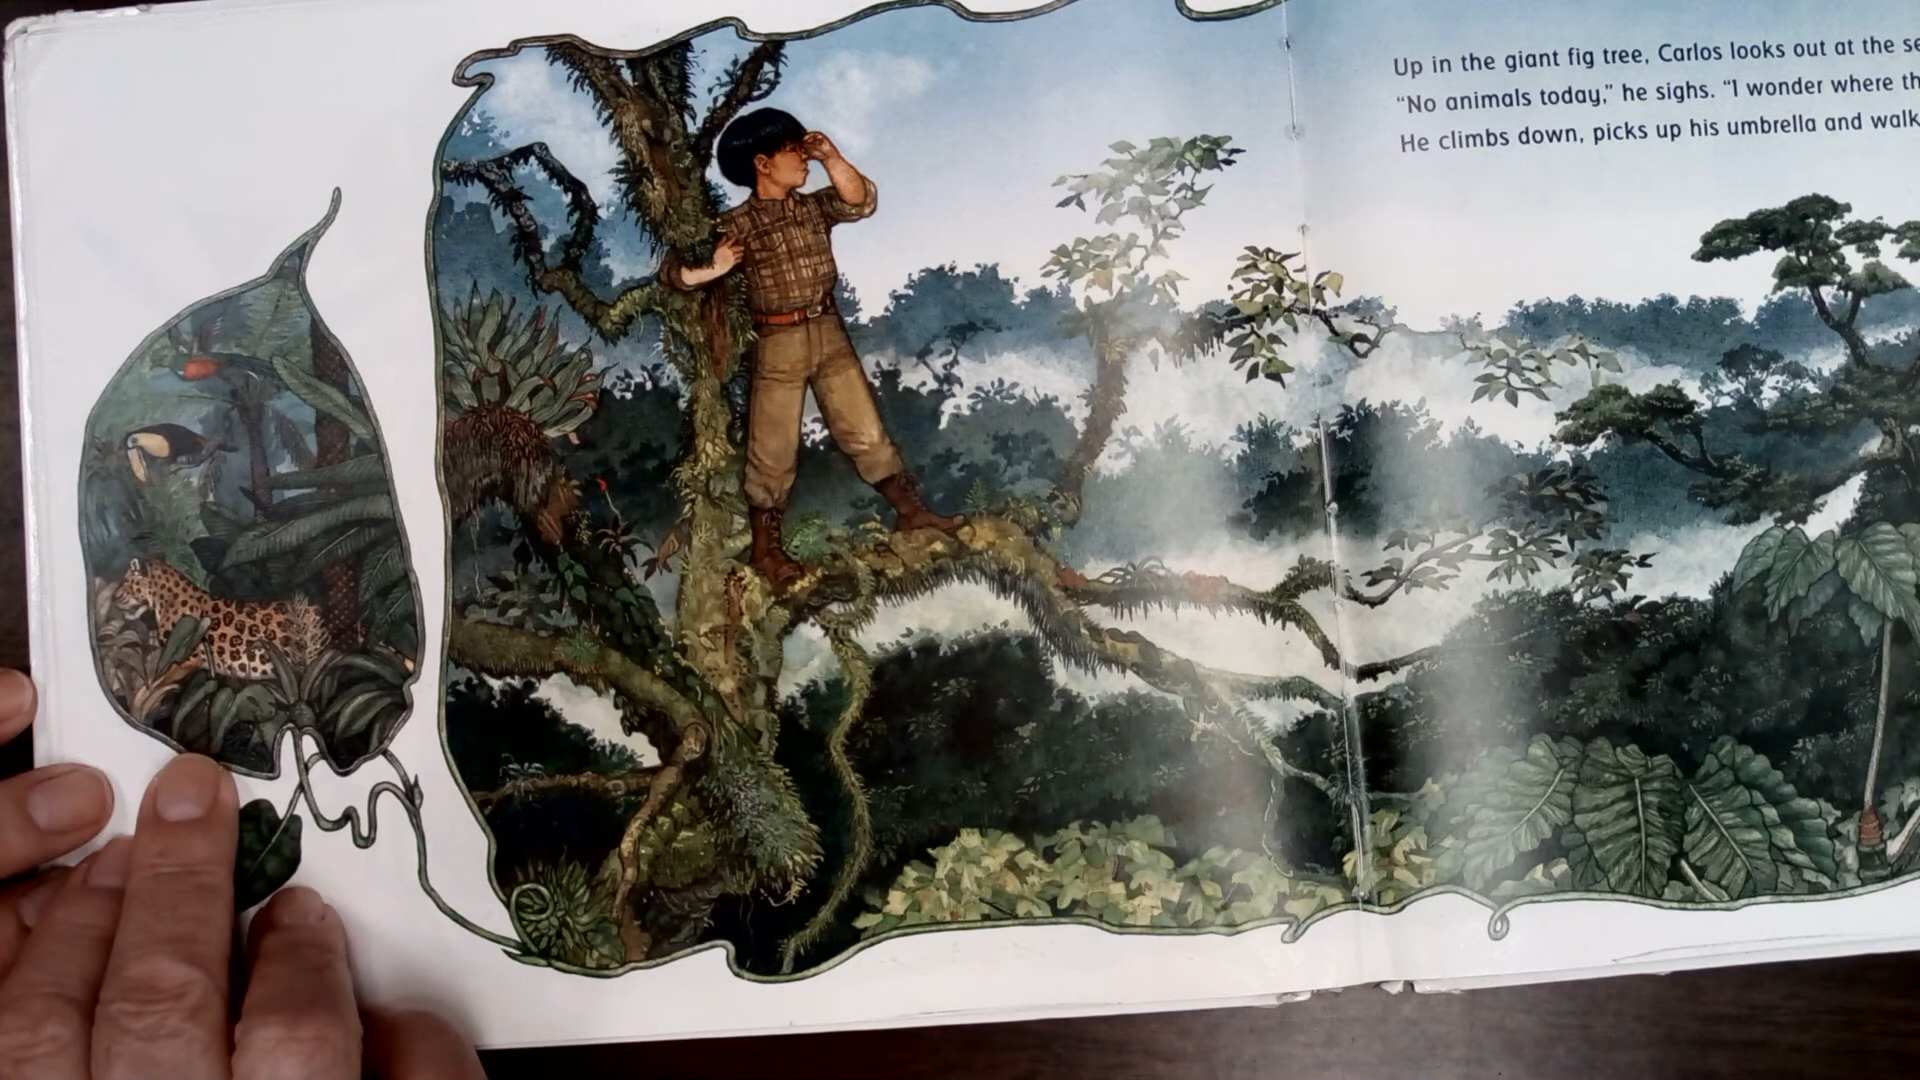 Up in the giant fig tree, Carlos looks out at the
“No animals today,” he sighs. “I wonder where
He climbs down, picks up his umbrella and